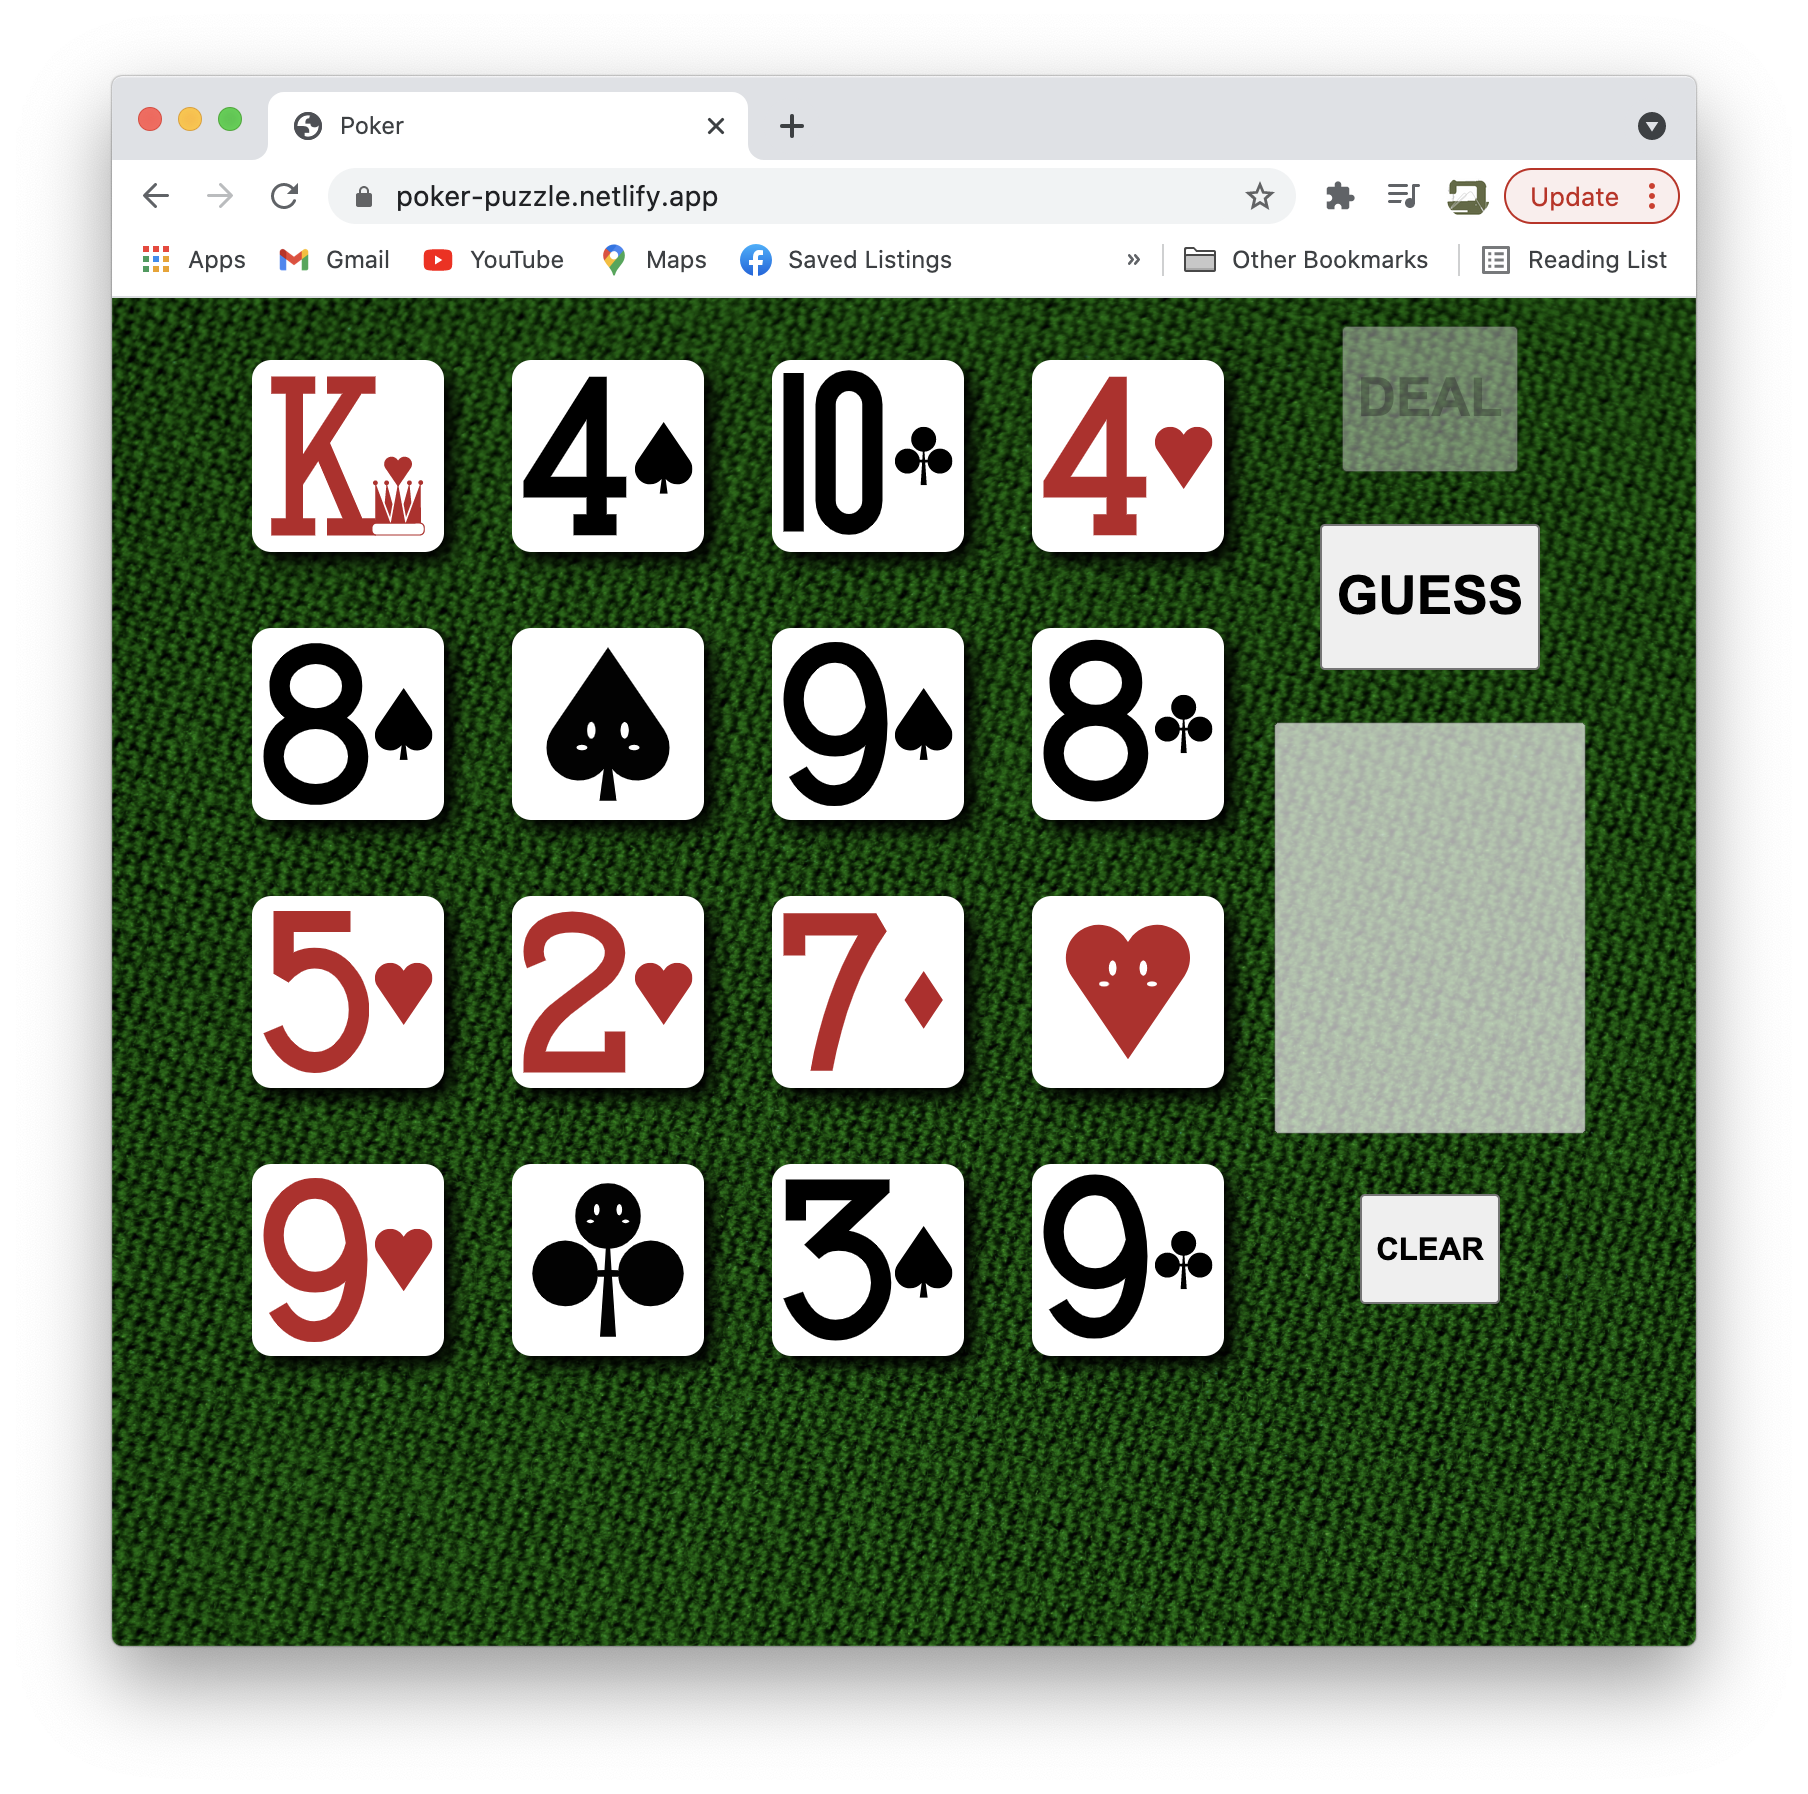 Poker
poker-puzzle.netlify.app
Update
Apps
Gmail
YouTube
Maps
Saved Listings
»
Other Bookmarks
Reading List
K
4
10
4
DEAL
GUESS
8
9
8
5
2
7
9
3
9
CLEAR